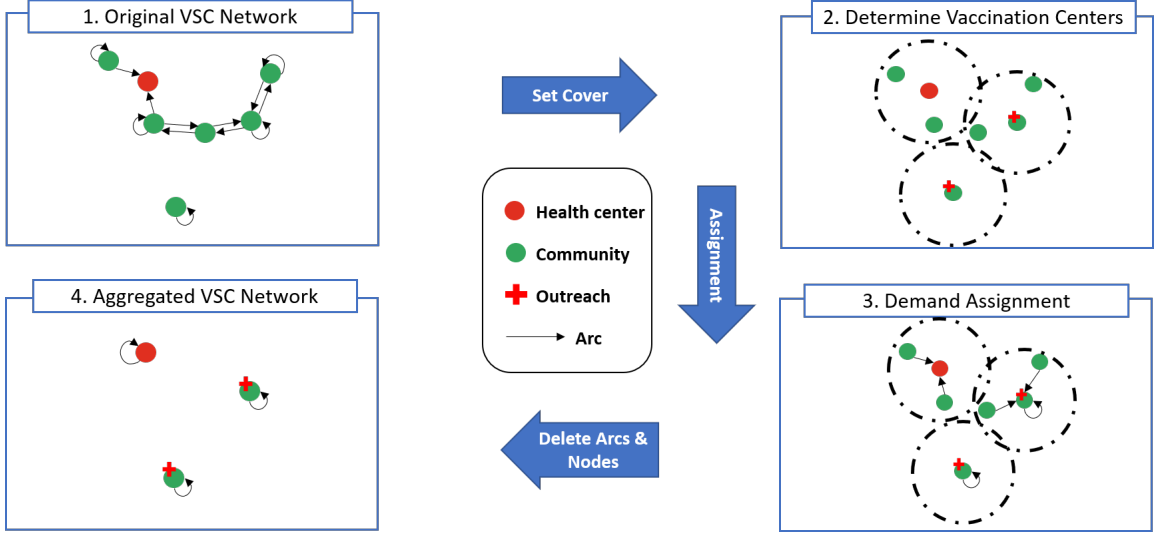 1. Original VSC Network
Set Cover
2. Determine Vaccination Centers
Health center
Community
Outreach
Arc
Assignment
3. Demand Assignment
Delete Arcs &
Nodes
4. Aggregated VSC Network